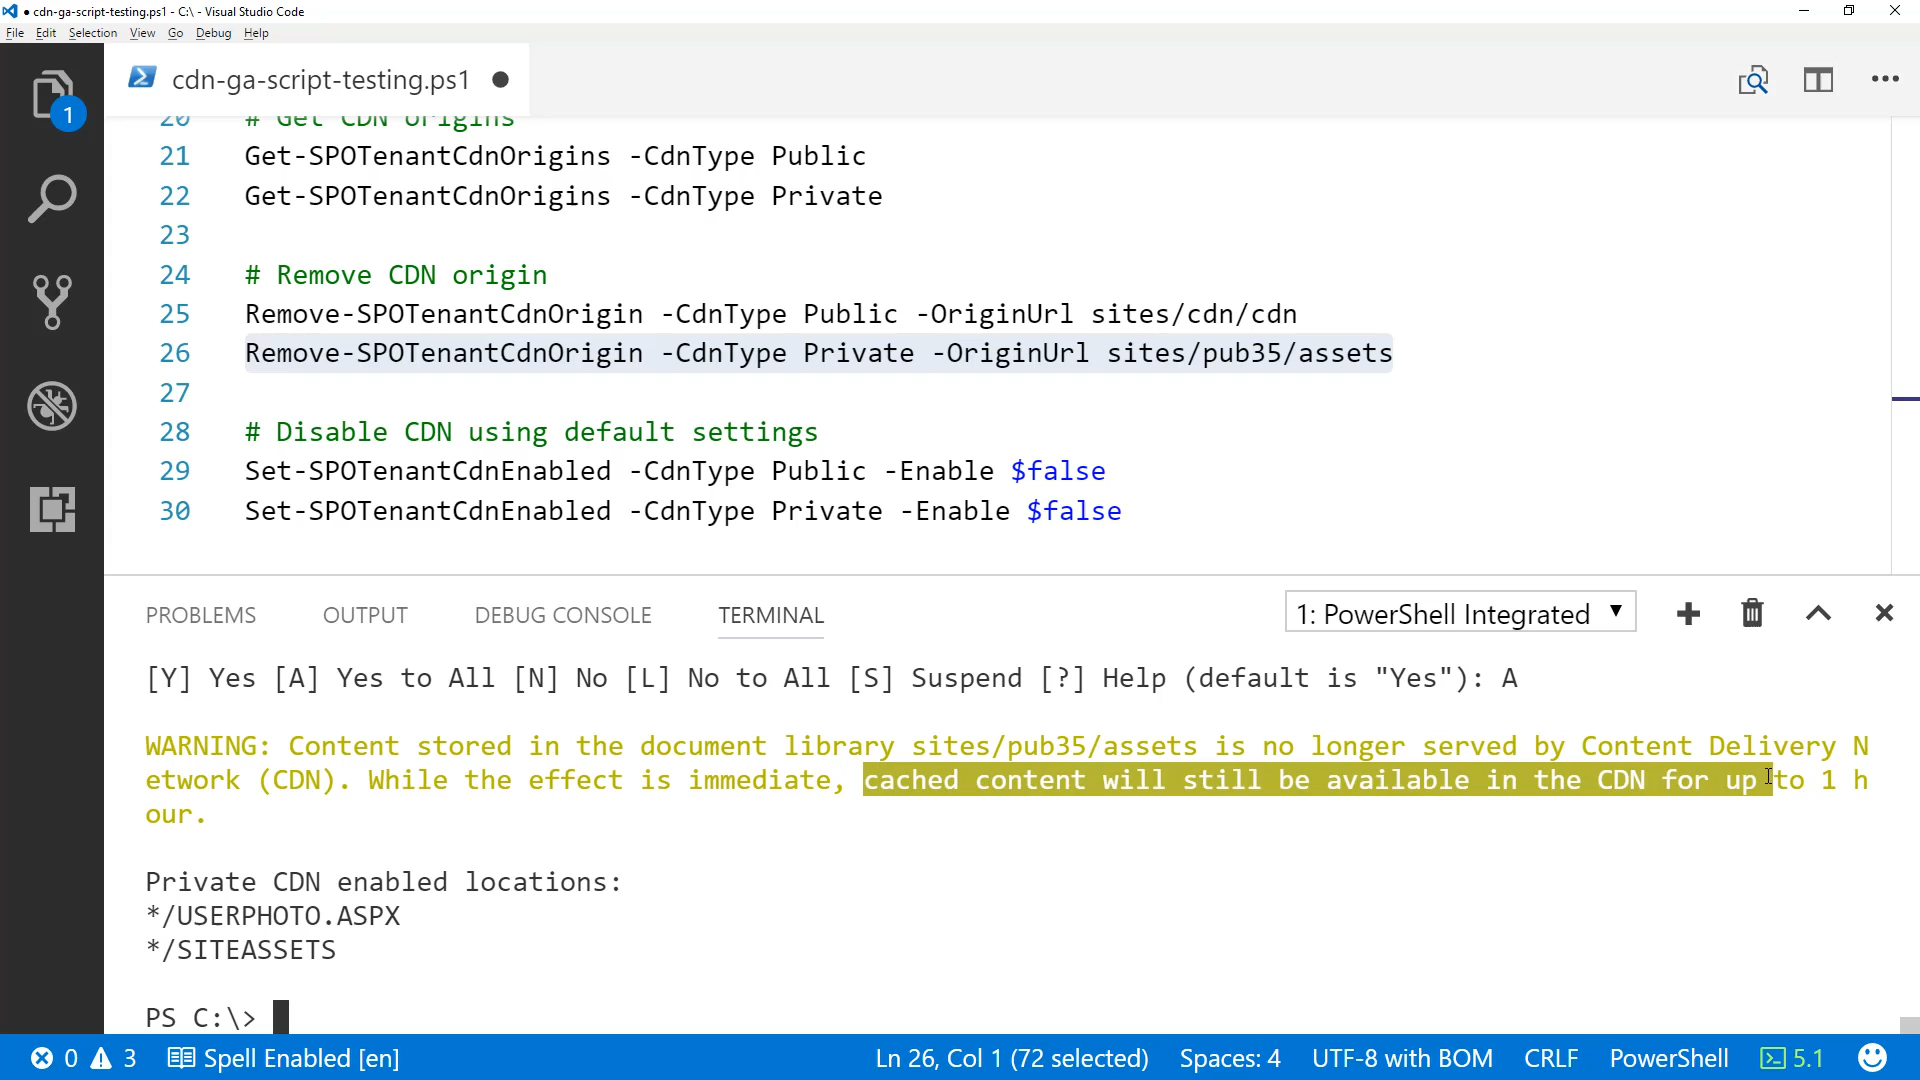 cdn-ga-script-testing.ps1 - C:\ - Visual Studio Code
File Edit Selection View Go Debug Help
cdn-ga-script-testing.ps1
1
20 # Get CDN origins
21 Get-SPOTenantCdnOrigins -CdnType Public
22 Get-SPOTenantCdnOrigins -CdnType Private
23
24 # Remove CDN origin
25 Remove-SPOTenantCdnOrigin -CdnType Public -OriginUrl sites/cdn/cdn
26 Remove-SPOTenantCdnOrigin -CdnType Private -OriginUrl sites/pub35/assets
27
28 # Disable CDN using default settings
29 Set-SPOTenantCdnEnabled -CdnType Public -Enable $false
30 Set-SPOTenantCdnEnabled -CdnType Private -Enable $false
PROBLEMS OUTPUT DEBUG CONSOLE TERMINAL 1: PowerShell Integrated
[Y] Yes [A] Yes to All [N] No [L] No to All [S] Suspend [?] Help (default is "Yes"): A
WARNING: Content stored in the document library sites/pub35/assets is no longer served by Content Delivery N
etwork (CDN). While the effect is immediate, cached content will still be available in the CDN for up to 1 h
our.
Private CDN enabled locations:
*/USERPHOTO.ASPX
*/SITEASSETS
PS C:\>
0 3 Spell Enabled [en] Ln 26, Col 1 (72 selected) Spaces: 4 UTF-8 with BOM CRLF PowerShell 5.1